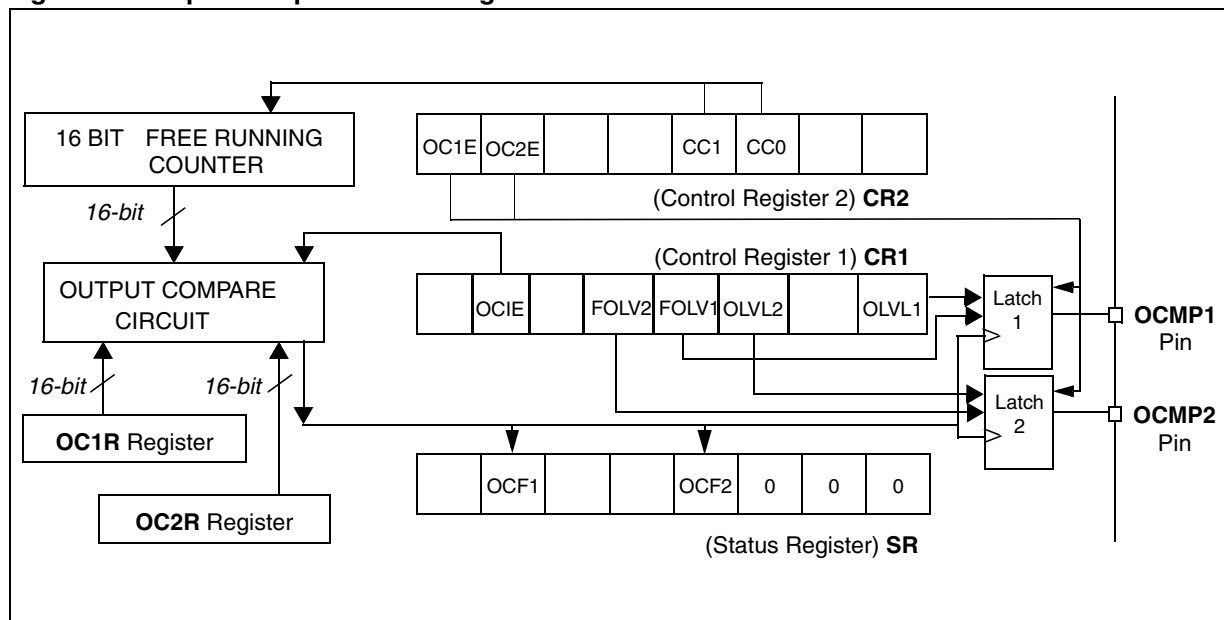 16 BIT FREE RUNNING
COUNTER
16-bit
OC1E OC2E CC1 CC0
(Control Register 2) CR2
OUTPUT COMPARE
CIRCUIT
(Control Register 1) CR1
OCIE FOLV2 FOLV1 OLVL2 OLVL1
Latch
1
OCMP1
Pin
16-bit
16-bit
OC1R Register
Latch
2
OCMP2
Pin
OC2R Register
OCF1 OCF2 0 0 0
(Status Register) SR